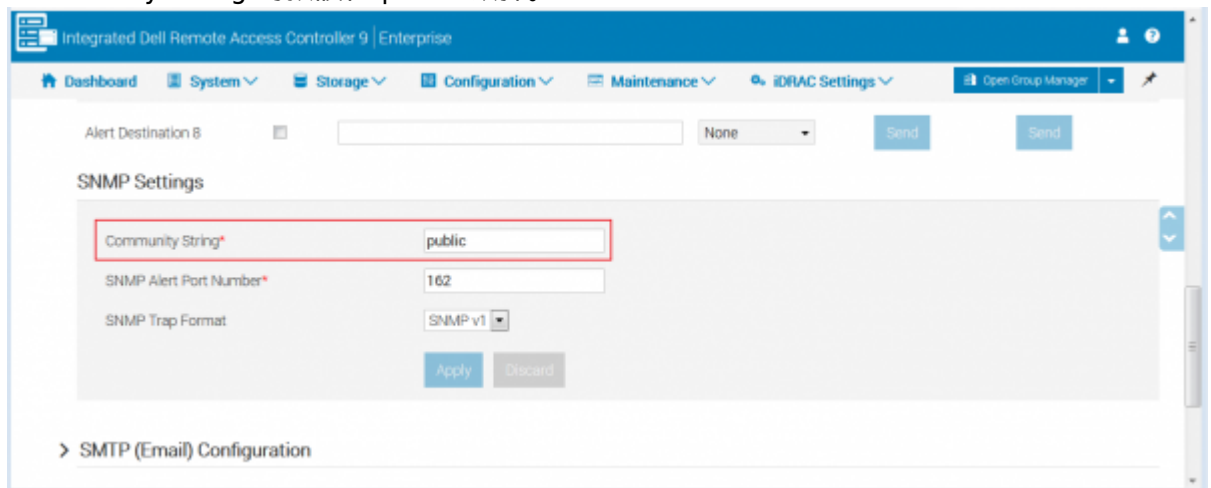 Integrated Dell Remote Access Controller 9 | Enterprise
Dashboard System Storage Configuration Maintenance iDRAC Settings Open Group Manager
Alert Destination 8 None Send Send
SNMP Settings
Community String* public
SNMP Alert Port Number* 162
SNMP Trap Format SNMP v1
Apply Discard
SMTP (Email) Configuration